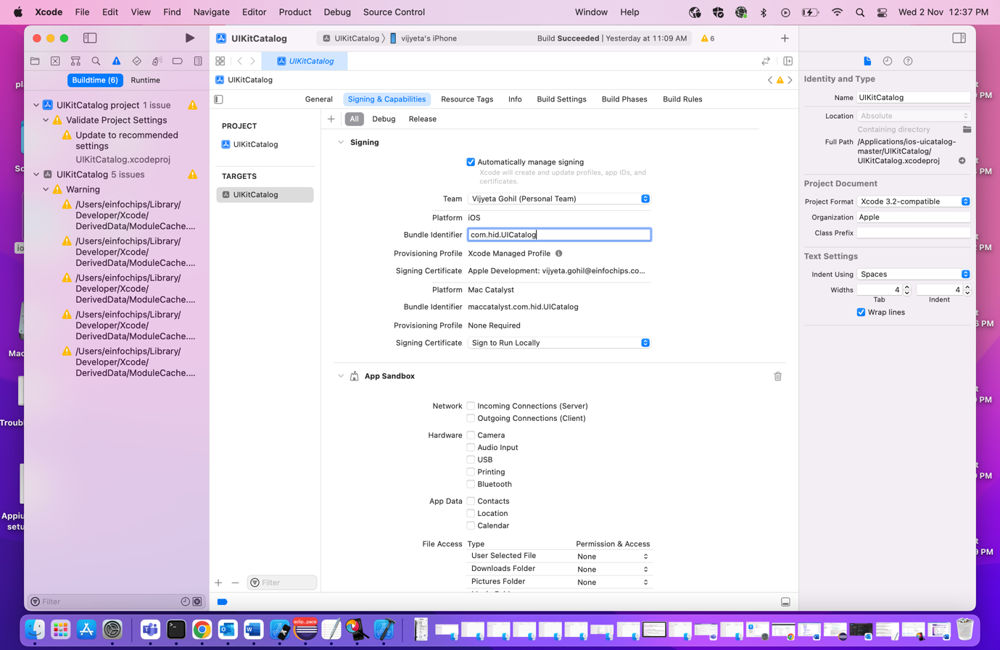 Xcode File Edit View Find Navigate Editor Product Debug Source Control Window Help Wed 2 Nov 12:37 PM
UIKitCatalog
UIKitCatalog 〉 vijyeta's iPhone
Build Succeeded | Yesterday at 11:09 AM
6
UIKitCatalog
Buildtime (6) Runtime
UIKitCatalog project 1 issue
Validate Project Settings
Update to recommended
settings
UIKitCatalog.xcodeproj
UIKitCatalog 5 issues
Warning
/Users/einfochips/Library/
Developer/Xcode/
DerivedData/ModuleCache....
/Users/einfochips/Library/
Developer/Xcode/
DerivedData/ModuleCache....
/Users/einfochips/Library/
Developer/Xcode/
DerivedData/ModuleCache....
/Users/einfochips/Library/
Developer/Xcode/
DerivedData/ModuleCache....
/Users/einfochips/Library/
Developer/Xcode/
DerivedData/ModuleCache....
Filter
UIKitCatalog
General Signing & Capabilities Resource Tags Info Build Settings Build Phases Build Rules
PROJECT
UIKitCatalog
TARGETS
UIKitCatalog
Filter
All Debug Release
Signing
Automatically manage signing
Xcode will create and update profiles, app IDs, and
certificates.
Team Vijyeta Gohil (Personal Team)
Platform iOS
Bundle Identifier com.hid.UICatalog
Provisioning Profile Xcode Managed Profile
Signing Certificate Apple Development: vijyeta.gohil@einfochips.co...
Platform Mac Catalyst
Bundle Identifier maccatalyst.com.hid.UICatalog
Provisioning Profile None Required
Signing Certificate Sign to Run Locally
App Sandbox
Network Incoming Connections (Server)
Outgoing Connections (Client)
Hardware Camera
Audio Input
USB
Printing
Bluetooth
App Data Contacts
Location
Calendar
File Access Type Permission & Access
User Selected File None
Downloads Folder None
Pictures Folder None
Identity and Type
Name UIKitCatalog
Location Absolute
Containing directory
Full Path /Applications/ios-uicatalog-
master/UIKitCatalog/
UIKitCatalog.xcodeproj
Project Document
Project Format Xcode 3.2-compatible
Organization Apple
Class Prefix
Text Settings
Indent Using Spaces
Widths 4 4
Tab Indent
Wrap lines
Mac
Troubl
Appiu
setu
eclip...pace